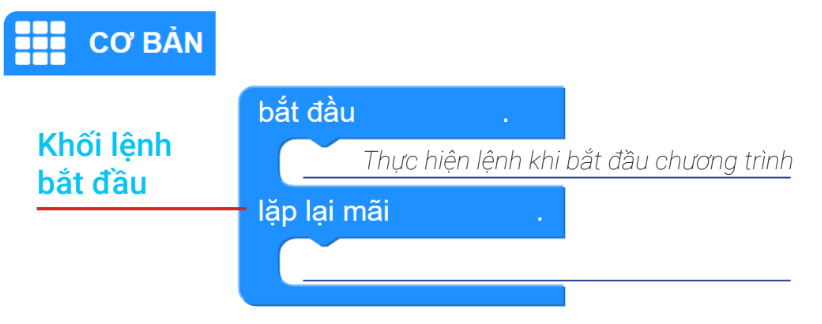 CƠ BẢN
bắt đầu .
Khối lệnh
bắt đầu
Thực hiện lệnh khi bắt đầu chương trình
lặp lại mãi .